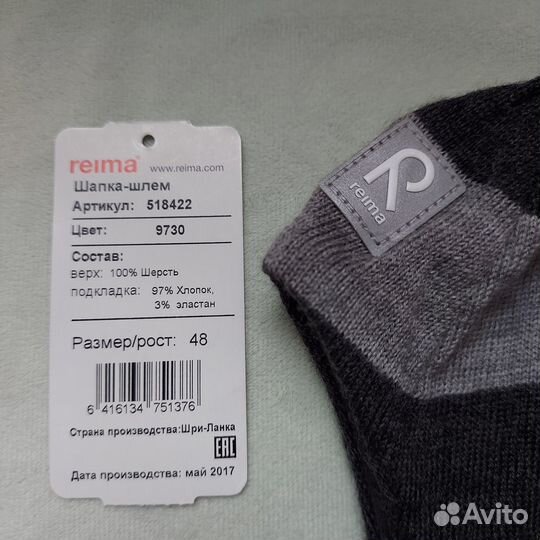 reima® www.reima.com
Шапка-шлем
Артикул: 518422
Цвет: 9730
Состав:
верх: 100% Шерсть
подкладка: 97% Хлопок,
3% эластан
Размер/рост: 48
6 416134 751376
Страна производства:Шри-Ланка
EAC
Дата производства: май 2017
R
reima
Avito